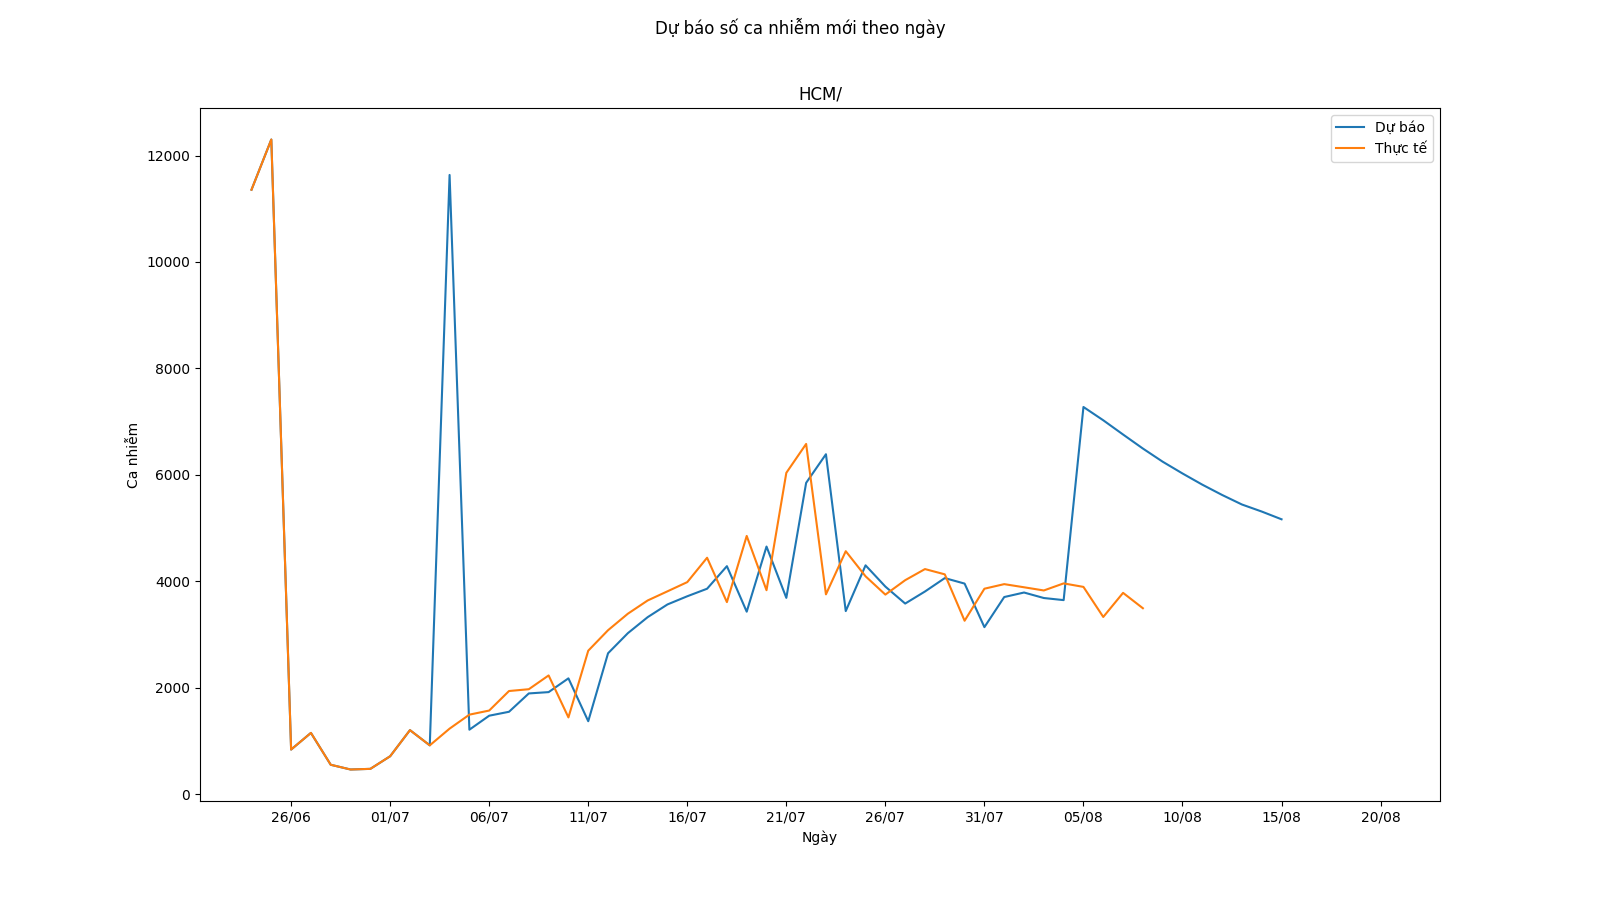 Dự báo số ca nhiễm mới theo ngày
HCM/
Dự báo
Thực tế
12000
10000
8000
6000
4000
2000
0
Ca nhiễm
26/06 01/07 06/07 11/07 16/07 21/07 26/07 31/07 05/08 10/08 15/08 20/08
Ngày